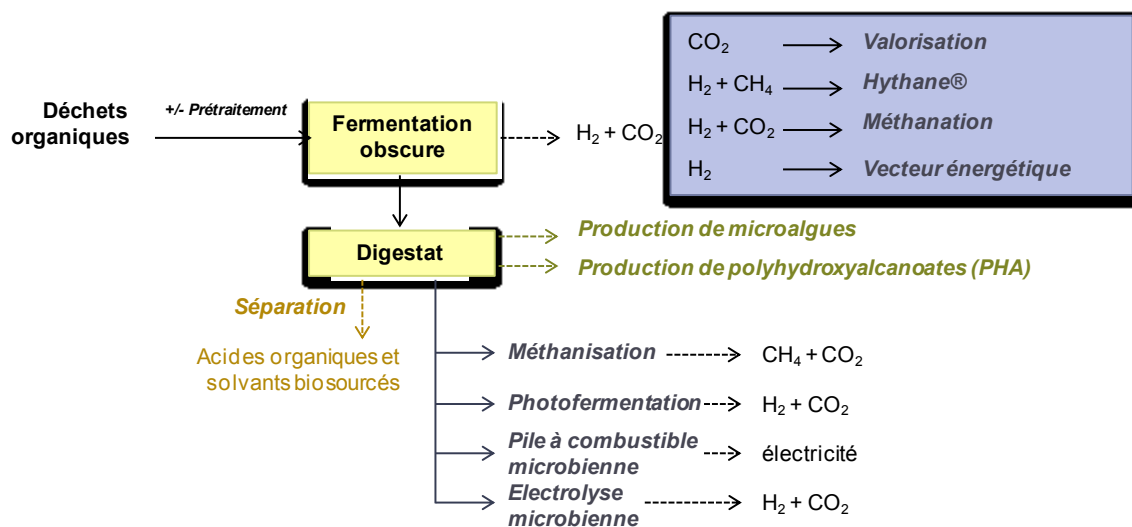 Déchets
organiques
+/- Prétraitement
Fermentation
obscure
H₂ + CO₂
CO₂
Valorisation
H₂ + CH₄
Hythane®
H₂ + CO₂
Méthanation
H₂
Vecteur énergétique
Digestat
Production de microalgues
Production de polyhydroxyalcanoates (PHA)
Séparation
Acides organiques et
solvants biosourcés
Méthanisation
CH₄ + CO₂
Photofermentation
H₂ + CO₂
Pile à combustible
microbienne
électricité
Electrolyse
microbienne
H₂ + CO₂